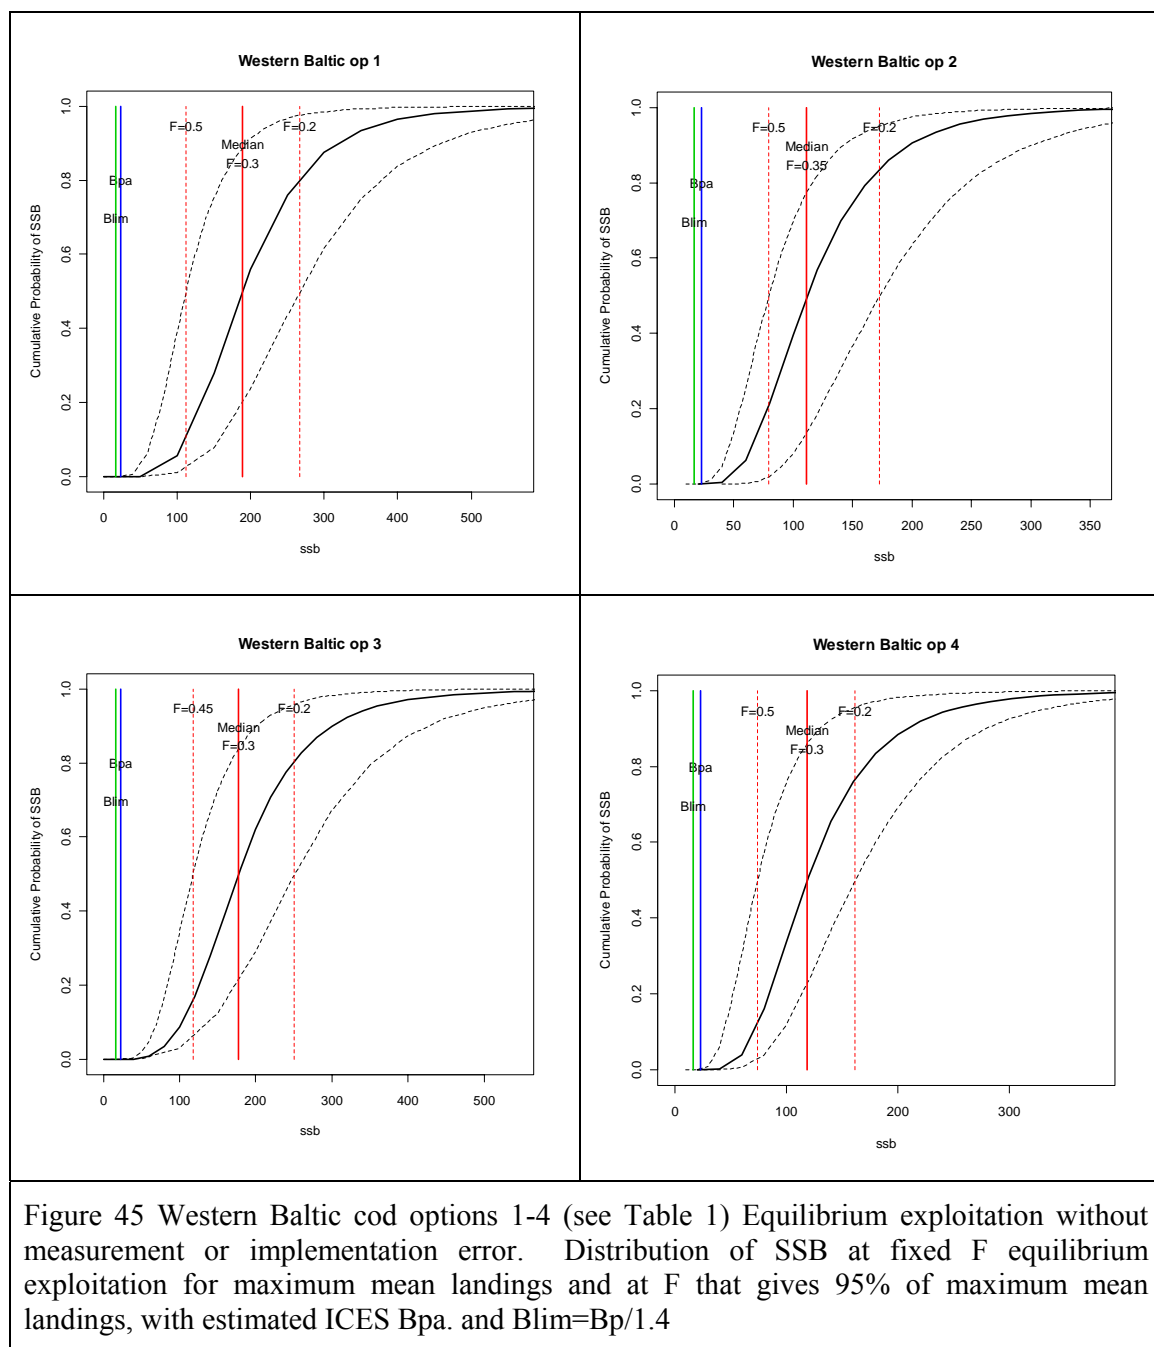 Western Baltic op 1
Cumulative Probability of SSB
1.0
0.8
0.6
0.4
0.2
0.0
F=0.5
F=0.2
Median
F=0.3
Bpa
Blim
0 100 200 300 400 500
ssb
Western Baltic op 2
Cumulative Probability of SSB
1.0
0.8
0.6
0.4
0.2
0.0
F=0.5
F=0.2
Median
F=0.35
Bpa
Blim
0 50 100 150 200 250 300 350
ssb
Western Baltic op 3
Cumulative Probability of SSB
1.0
0.8
0.6
0.4
0.2
0.0
F=0.45
F=0.2
Median
F=0.3
Bpa
Blim
0 100 200 300 400 500
ssb
Western Baltic op 4
Cumulative Probability of SSB
1.0
0.8
0.6
0.4
0.2
0.0
F=0.5
F=0.2
Median
F=0.3
Bpa
Blim
0 100 200 300
ssb
Figure 45 Western Baltic cod options 1-4 (see Table 1) Equilibrium exploitation without
measurement or implementation error. Distribution of SSB at fixed F equilibrium
exploitation for maximum mean landings and at F that gives 95% of maximum mean
landings, with estimated ICES Bpa. and Blim=Bp/1.4